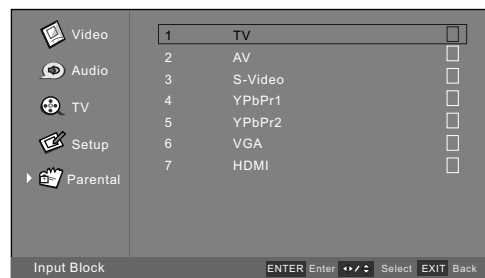 Video
Audio
TV
Setup
Parental
1 TV
2 AV
3 S-Video
4 YPbPr1
5 YPbPr2
6 VGA
7 HDMI
Input Block
ENTER Enter Select EXIT Back